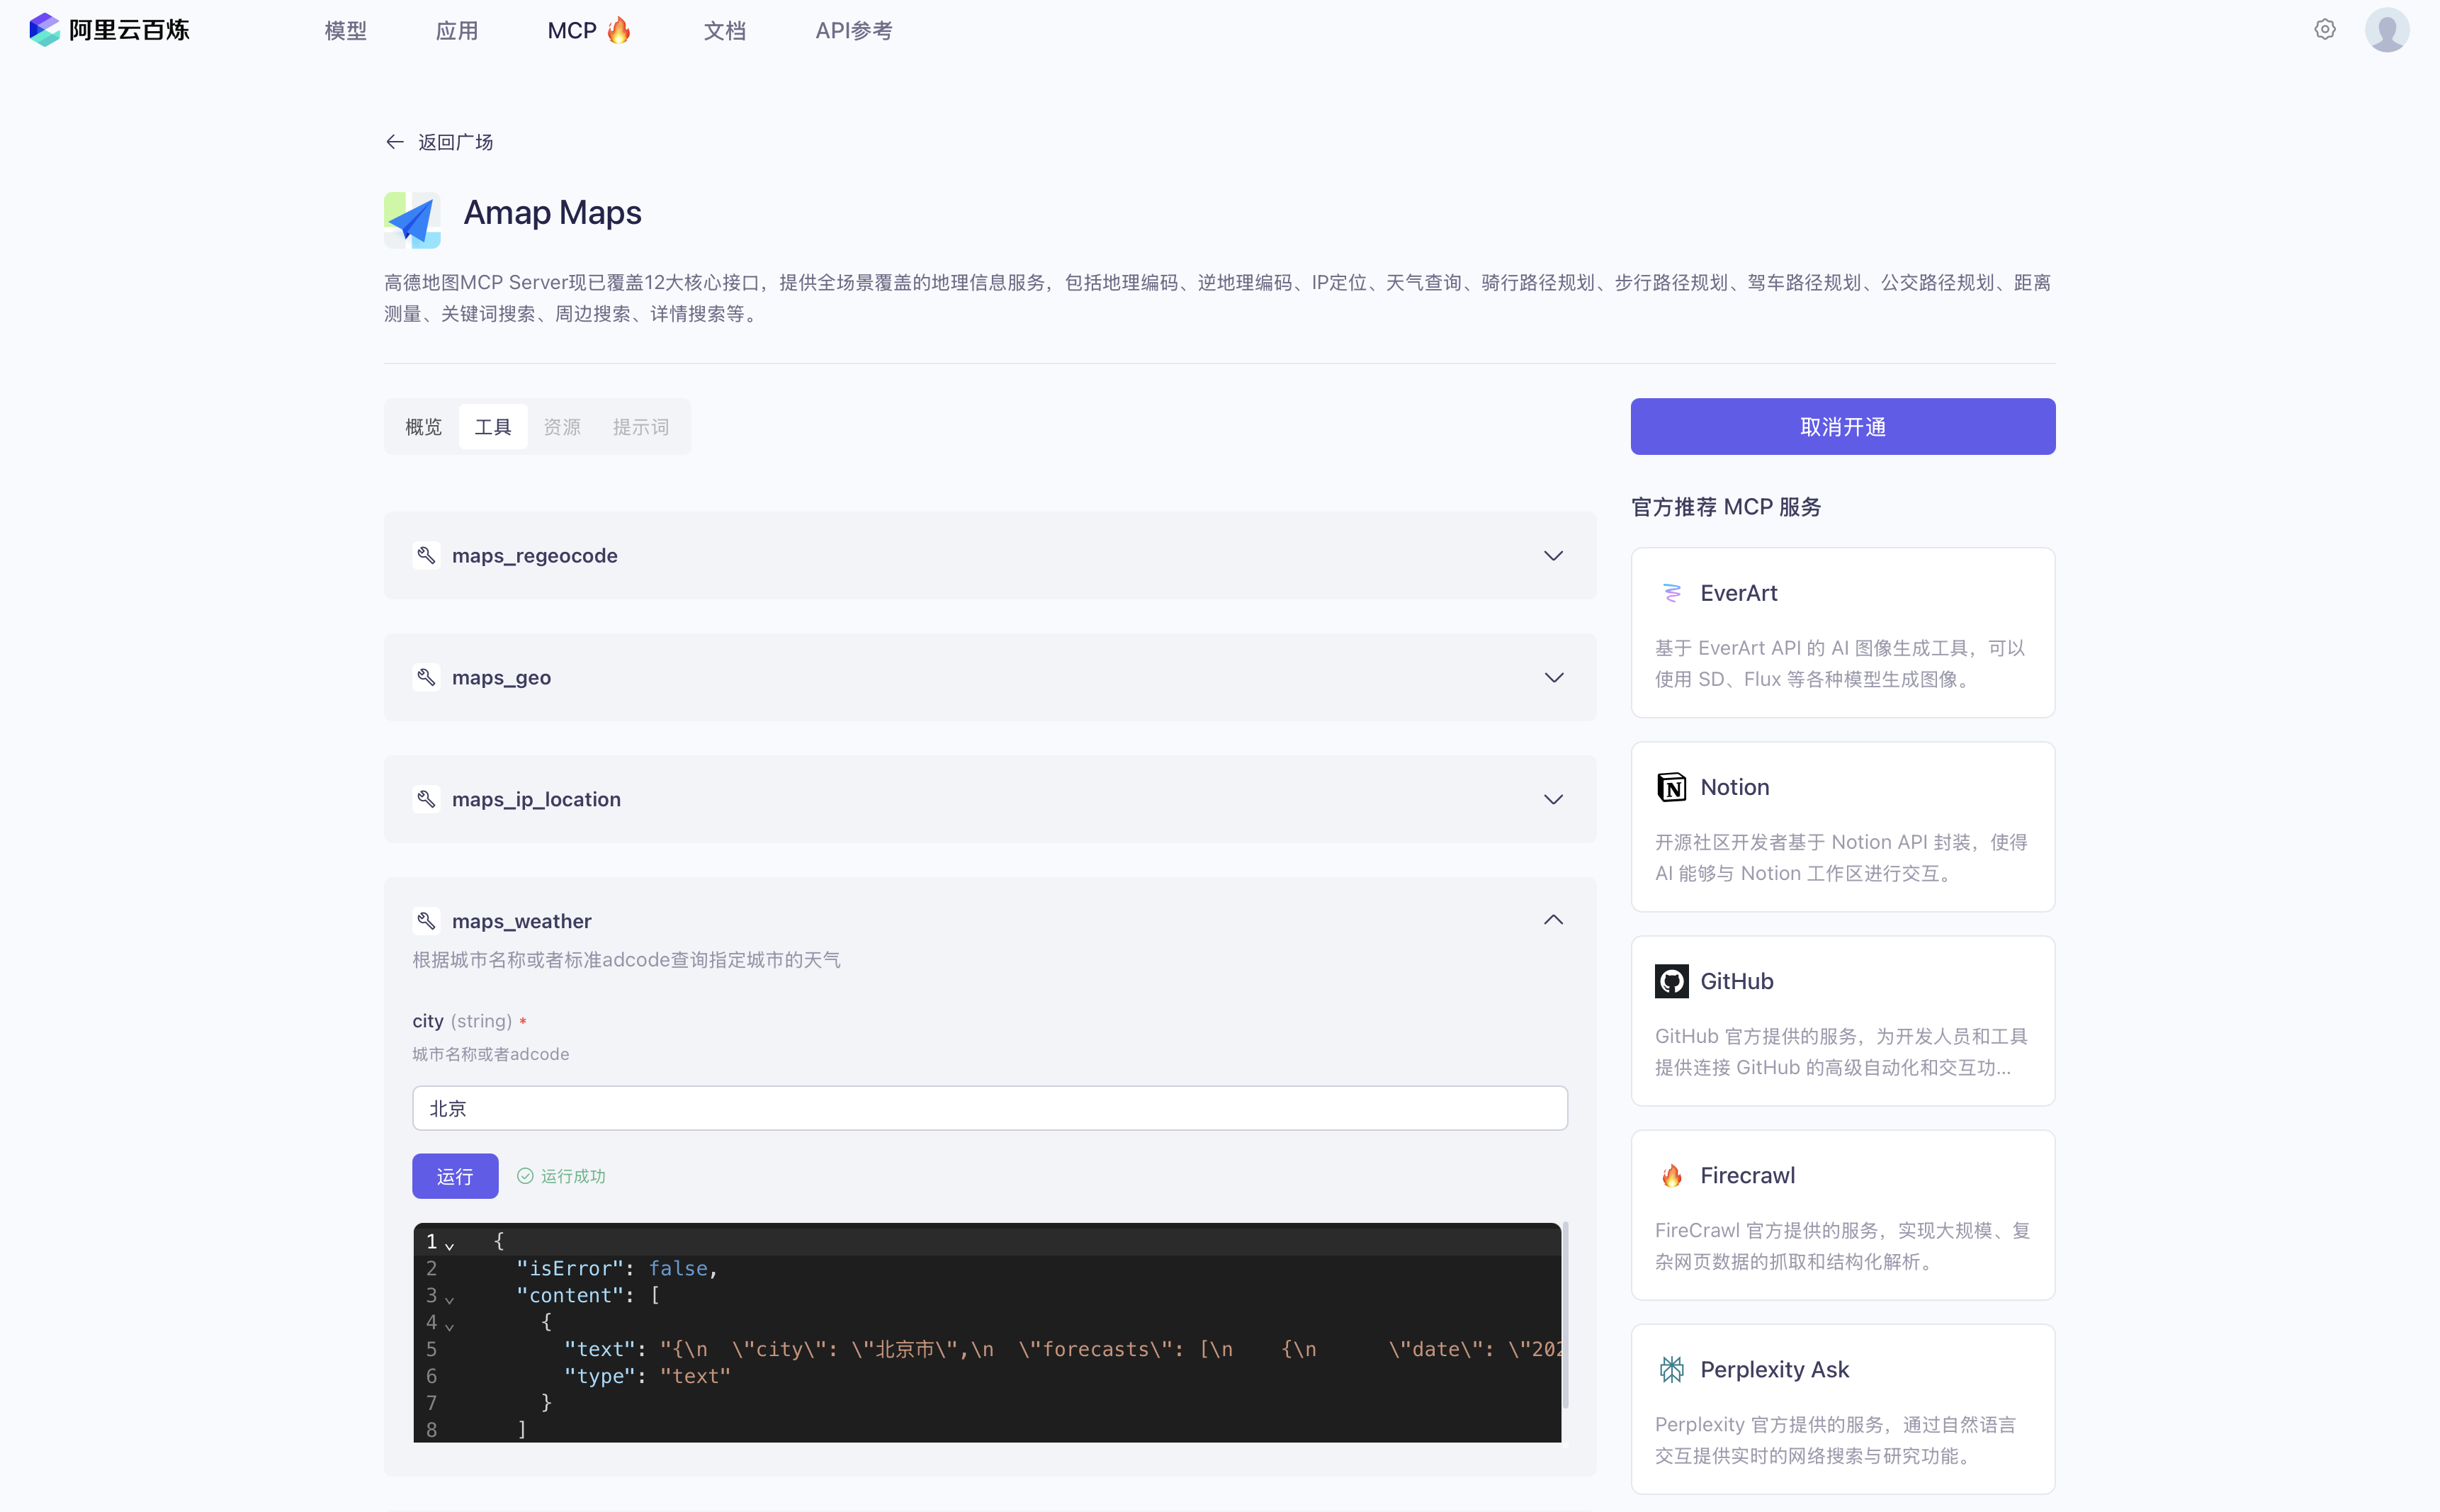 阿里云百炼
模型
应用
MCP 🔥
文档
API参考
← 返回广场
Amap Maps
高德地图MCP Server现已覆盖12大核心接口，提供全场景覆盖的地理信息服务，包括地理编码、逆地理编码、IP定位、天气查询、骑行路径规划、步行路径规划、驾车路径规划、公交路径规划、距离
测量、关键词搜索、周边搜索、详情搜索等。
概览
工具
资源
提示词
maps_regeocode
maps_geo
maps_ip_location
maps_weather
根据城市名称或者标准adcode查询指定城市的天气
city (string) *
城市名称或者adcode
北京
运行
运行成功
1 {
2 "isError": false,
3 "content": [
4 {
5 "text": "{\n  \"city\": \"北京市\",\n  \"forecasts\": [\n    {\n      \"date\": \"202
6 "type": "text"
7 }
8 ]
取消开通
官方推荐 MCP 服务
EverArt
基于 EverArt API 的 AI 图像生成工具，可以
使用 SD、Flux 等各种模型生成图像。
Notion
开源社区开发者基于 Notion API 封装，使得
AI 能够与 Notion 工作区进行交互。
GitHub
GitHub 官方提供的服务，为开发人员和工具
提供连接 GitHub 的高级自动化和交互功...
Firecrawl
FireCrawl 官方提供的服务，实现大规模、复
杂网页数据的抓取和结构化解析。
Perplexity Ask
Perplexity 官方提供的服务，通过自然语言
交互提供实时的网络搜索与研究功能。